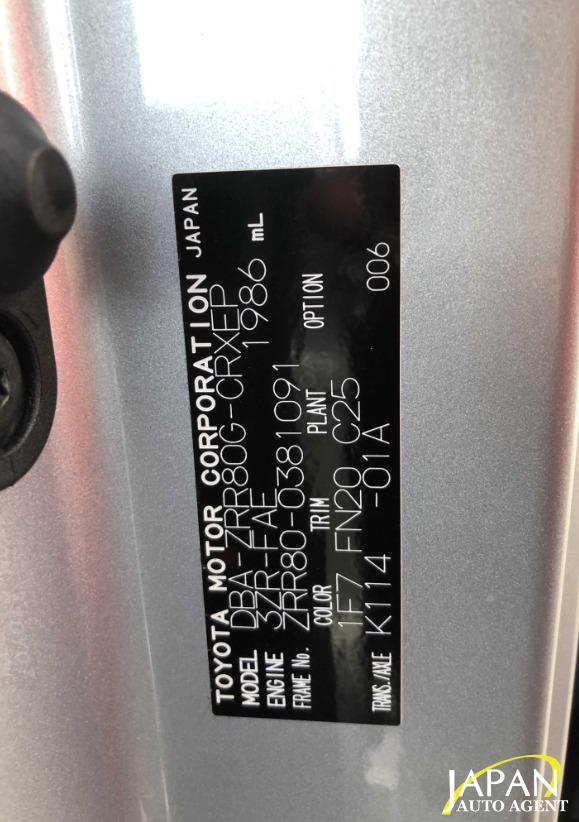 TOYOTA MOTOR CORPORATION JAPAN
MODEL DBA-ZRR80G-CRXEP
ENGINE 3ZR-FAE 1986 mL
FRAME No. ZRR80-0381091
COLOR TRIM PLANT OPTION
1F7 FN20 C25
TRANS./AXLE K114 -01A 006
JAPAN
AUTO AGENT